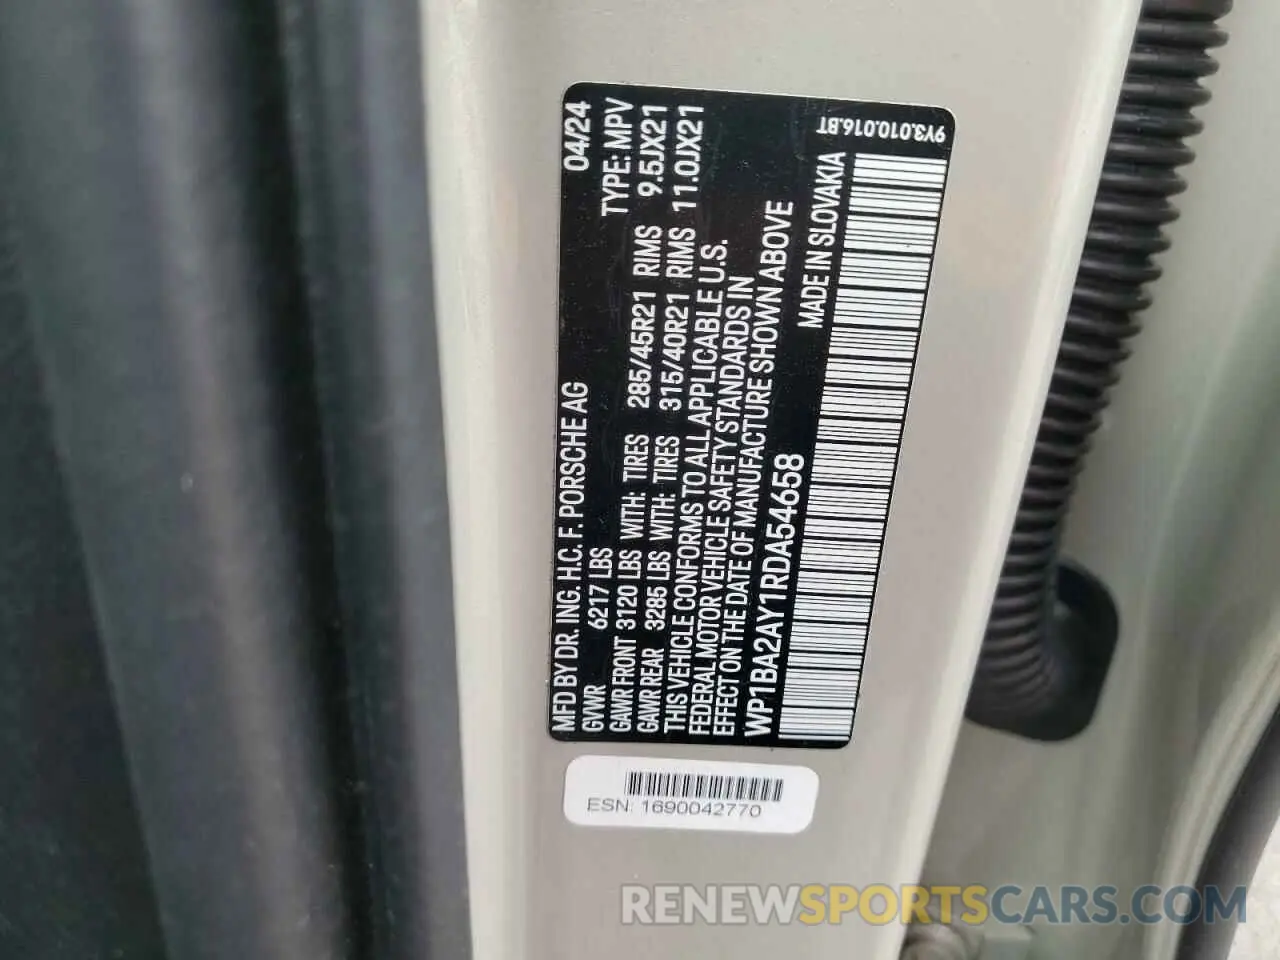 MFD BY DR. ING. H.C. F. PORSCHE AG 04/24
GVWR 6217 LBS TYPE: MPV
GAWR FRONT 3120 LBS WITH: TIRES 285/45R21 RIMS 9.5JX21
GAWR REAR 3285 LBS WITH: TIRES 315/40R21 RIMS 11.0JX21
THIS VEHICLE CONFORMS TO ALL APPLICABLE U.S.
FEDERAL MOTOR VEHICLE SAFETY STANDARDS IN
EFFECT ON THE DATE OF MANUFACTURE SHOWN ABOVE
WP1BA2AY1RDA54658 MADE IN SLOVAKIA
9Y3.010.016.BT
ESN: 1690042770
RENEWSPORTSCARS.COM